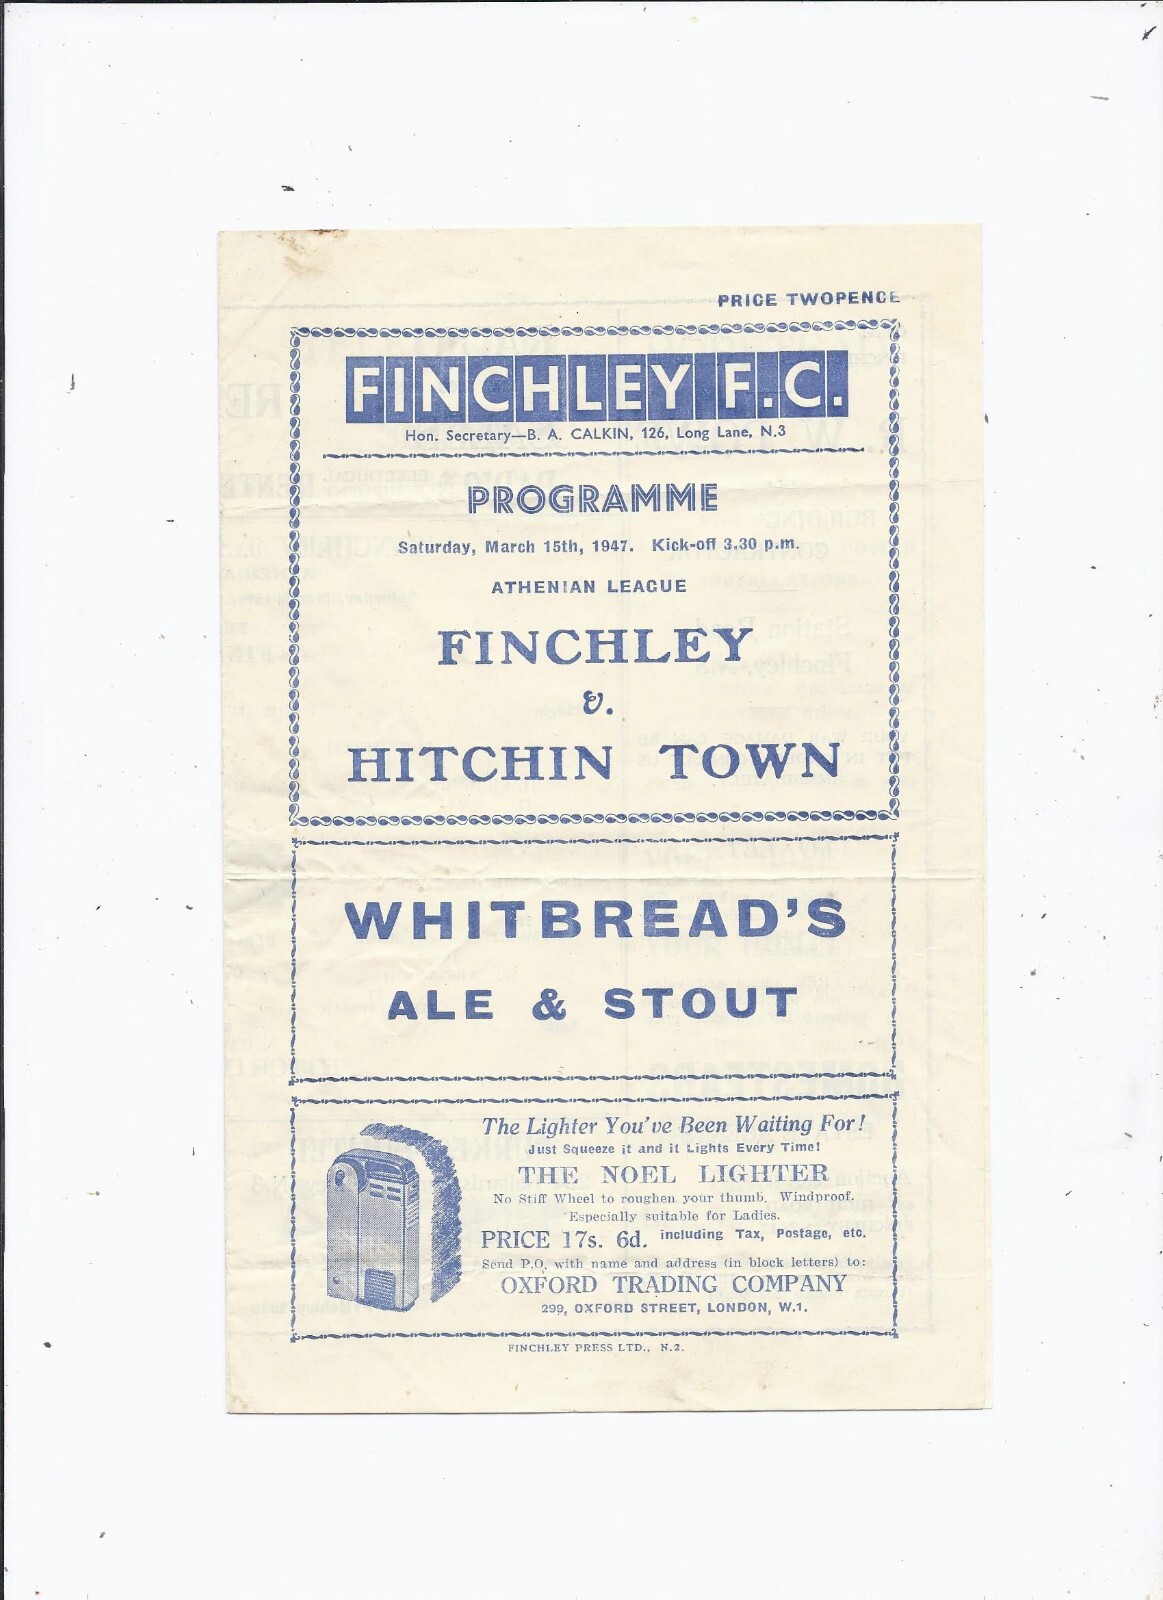 PRICE TWOPENCE
FINCHLEY F.C.
Hon. Secretary—B. A. CALKIN, 126, Long Lane, N.3
PROGRAMME
Saturday, March 15th, 1947. Kick-off 3.30 p.m.
ATHENIAN LEAGUE
FINCHLEY
v.
HITCHIN TOWN
WHITBREAD'S
ALE & STOUT
The Lighter You've Been Waiting For!
Just Squeeze it and it Lights Every Time!
THE NOEL LIGHTER
No Stiff Wheel to roughen your thumb. Windproof.
Especially suitable for Ladies.
PRICE 17s. 6d. including Tax, Postage, etc.
Send P.O. with name and address (in block letters) to:
OXFORD TRADING COMPANY
299, OXFORD STREET, LONDON, W.1.
FINCHLEY PRESS LTD., N.2.